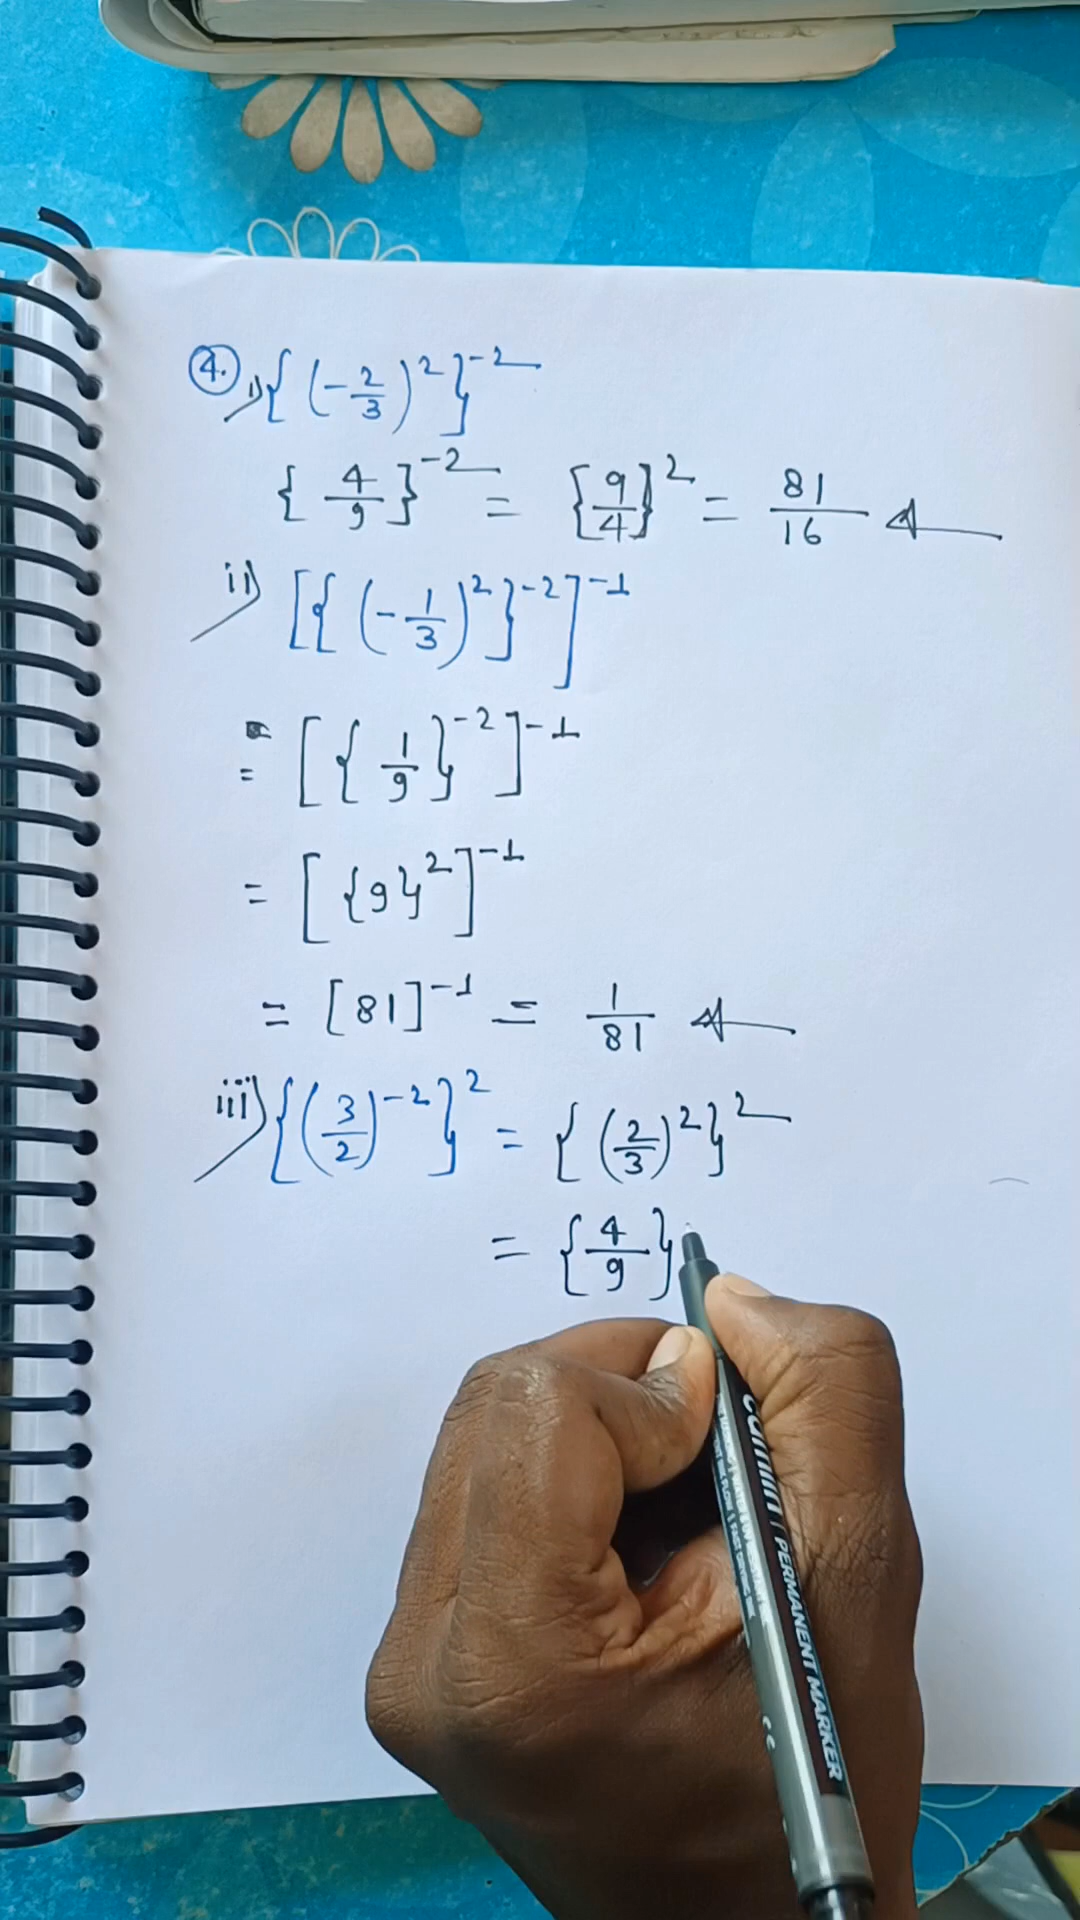 ④. i) {(-2/3)²}⁻²
{4/9}⁻² = {9/4}² = 81/16
ii) [{(-1/3)²}⁻²]⁻¹
= [{1/9}⁻²]⁻¹
= [{9}²]⁻¹
= [81]⁻¹ = 1/81
iii) {(3/2)⁻²}² = {(2/3)²}²
= {4/9}
camlin PERMANENT MARKER